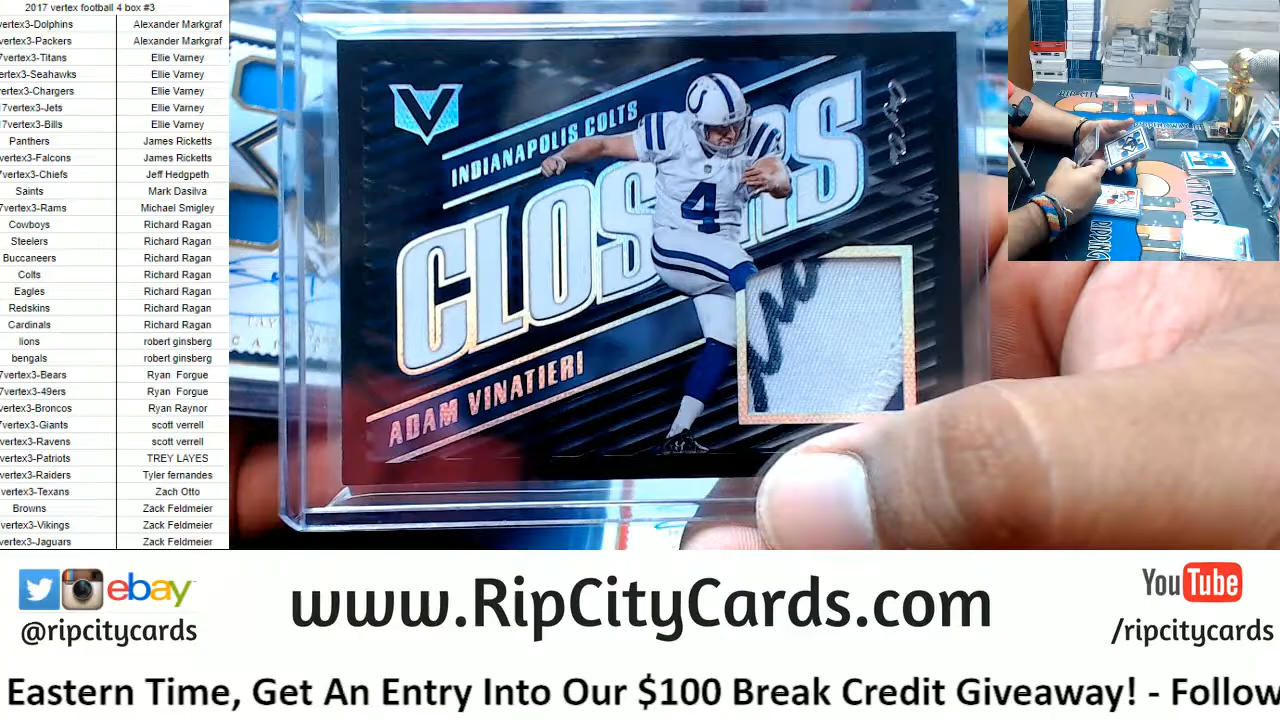 2017 vertex football 4 box #3
vertex3-Dolphins Alexander Markgraf
vertex3-Packers Alexander Markgraf
7vertex3-Titans Ellie Varney
ertex3-Seahawks Ellie Varney
ertex3-Chargers Ellie Varney
17vertex3-Jets Ellie Varney
17vertex3-Bills Ellie Varney
Panthers James Ricketts
vertex3-Falcons James Ricketts
vertex3-Chiefs Jeff Hedgpeth
Saints Mark Dasilva
7vertex3-Rams Michael Smigley
Cowboys Richard Ragan
Steelers Richard Ragan
Buccaneers Richard Ragan
Colts Richard Ragan
Eagles Richard Ragan
Redskins Richard Ragan
Cardinals Richard Ragan
lions robert ginsberg
bengals robert ginsberg
7vertex3-Bears Ryan Forgue
7vertex3-49ers Ryan Forgue
vertex3-Broncos Ryan Raynor
7vertex3-Giants scott verrell
vertex3-Ravens scott verrell
vertex3-Patriots TREY LAYES
vertex3-Raiders Tyler fernandes
vertex3-Texans Zach Otto
Browns Zack Feldmeier
vertex3-Vikings Zack Feldmeier
vertex3-Jaguars Zack Feldmeier
V
INDIANAPOLIS COLTS
CLOSERS
4
ADAM VINATIERI
ebay
@ripcitycards
www.RipCityCards.com
YouTube
/ripcitycards
Eastern Time, Get An Entry Into Our $100 Break Credit Giveaway! - Follow